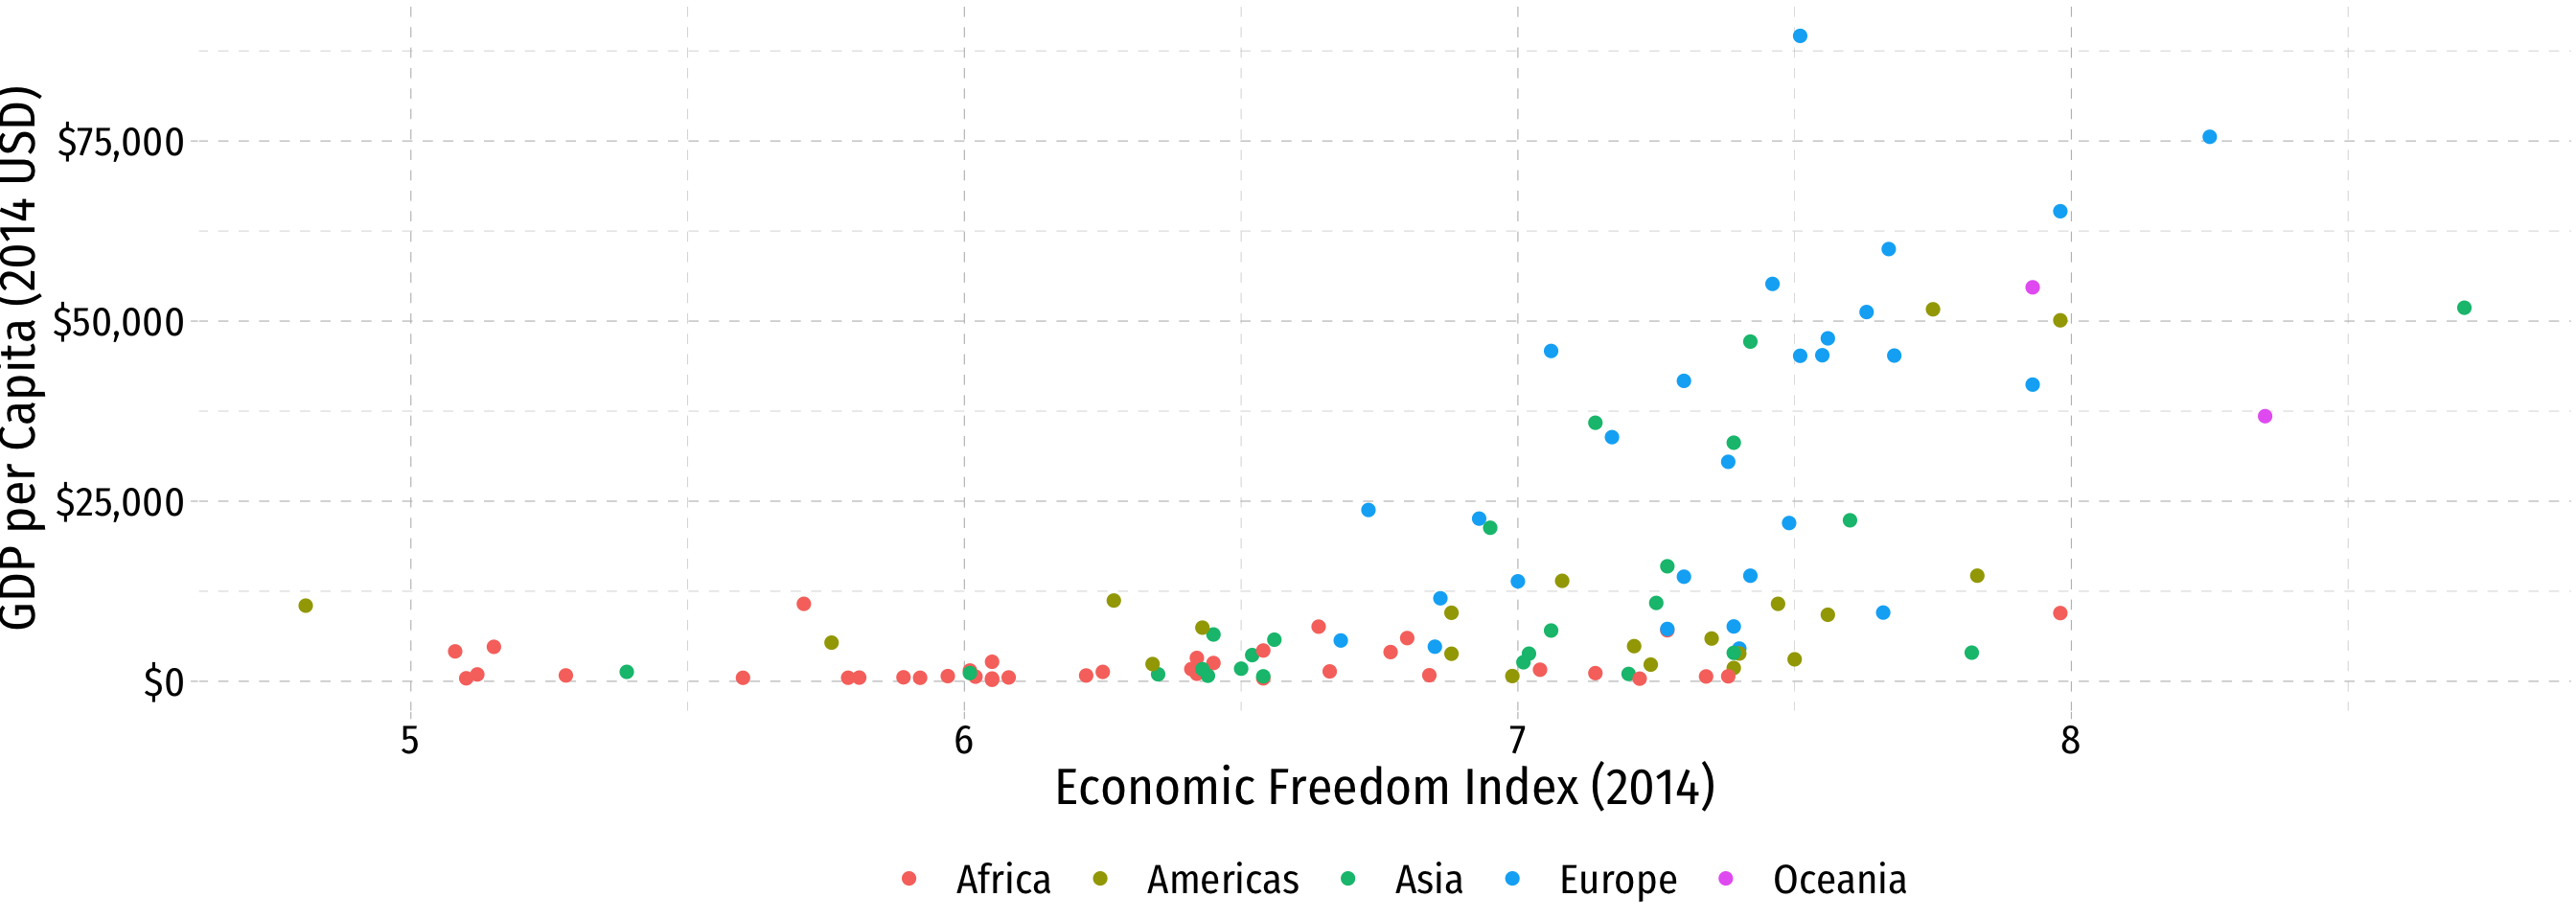 GDP per Capita (2014 USD)
$75,000
$50,000
$25,000
$0
5 6 7 8
Economic Freedom Index (2014)
Africa Americas Asia Europe Oceania